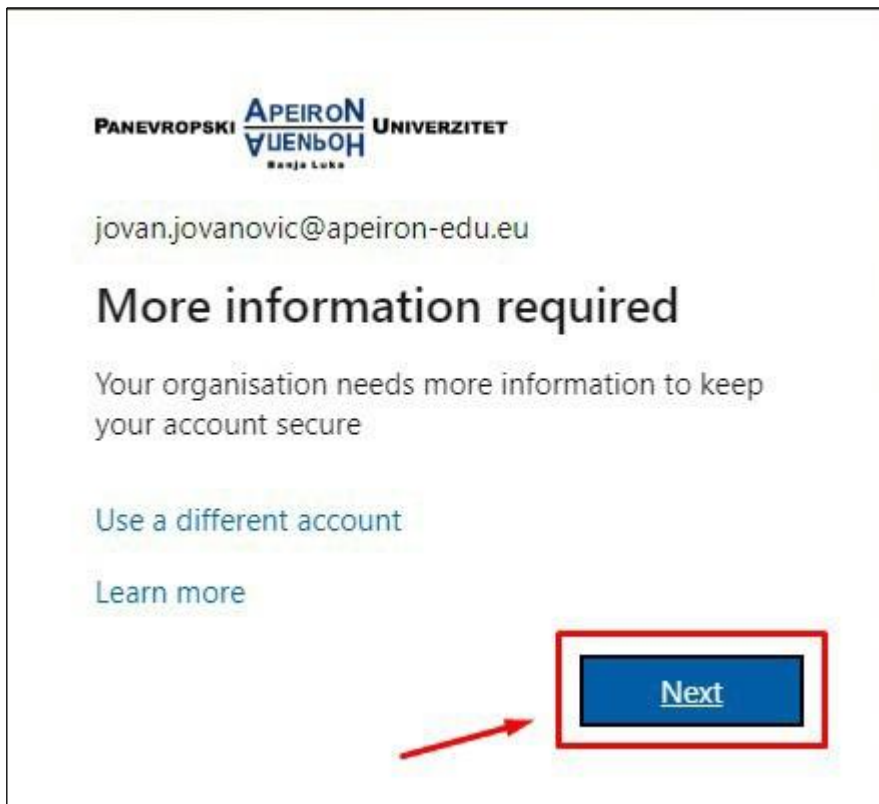 PANEVROPSKI APEIRON UNIVERZITET
АПЕИРОН
Banja Luka
jovan.jovanovic@apeiron-edu.eu
More information required
Your organisation needs more information to keep
your account secure
Use a different account
Learn more
Next